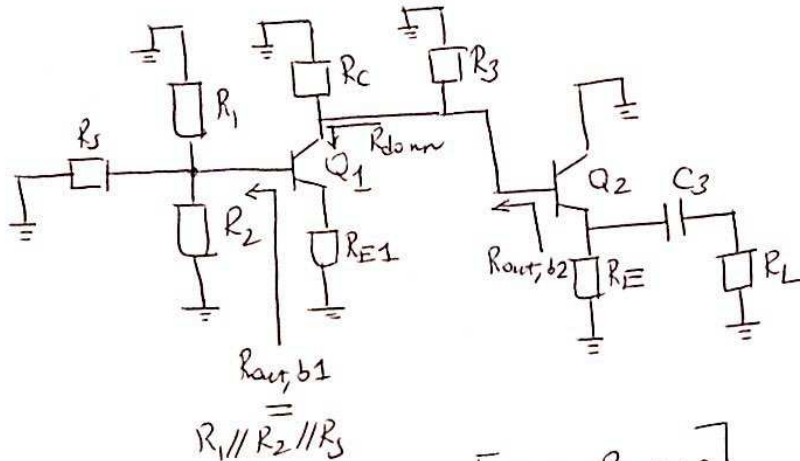 Rs
R1
R2
RC
Rdown
R3
Q1
RE1
Rout,b1
=
R1//R2//Rs
Q2
Rout,b2
RE
C3
RL